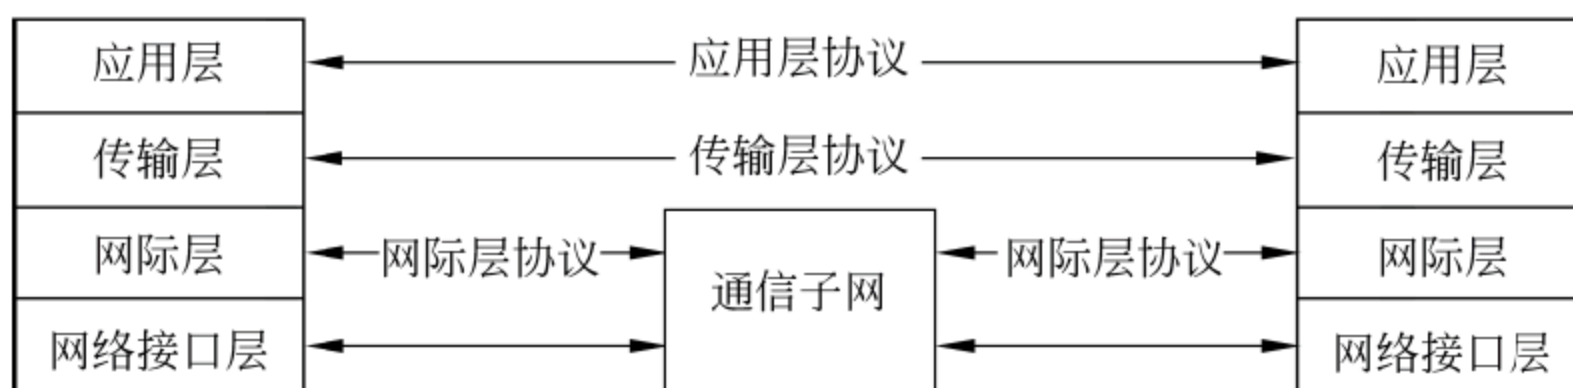 应用层 应用层协议 应用层
传输层 传输层协议 传输层
网际层 网际层协议 网际层协议 网际层
通信子网
网络接口层 网络接口层